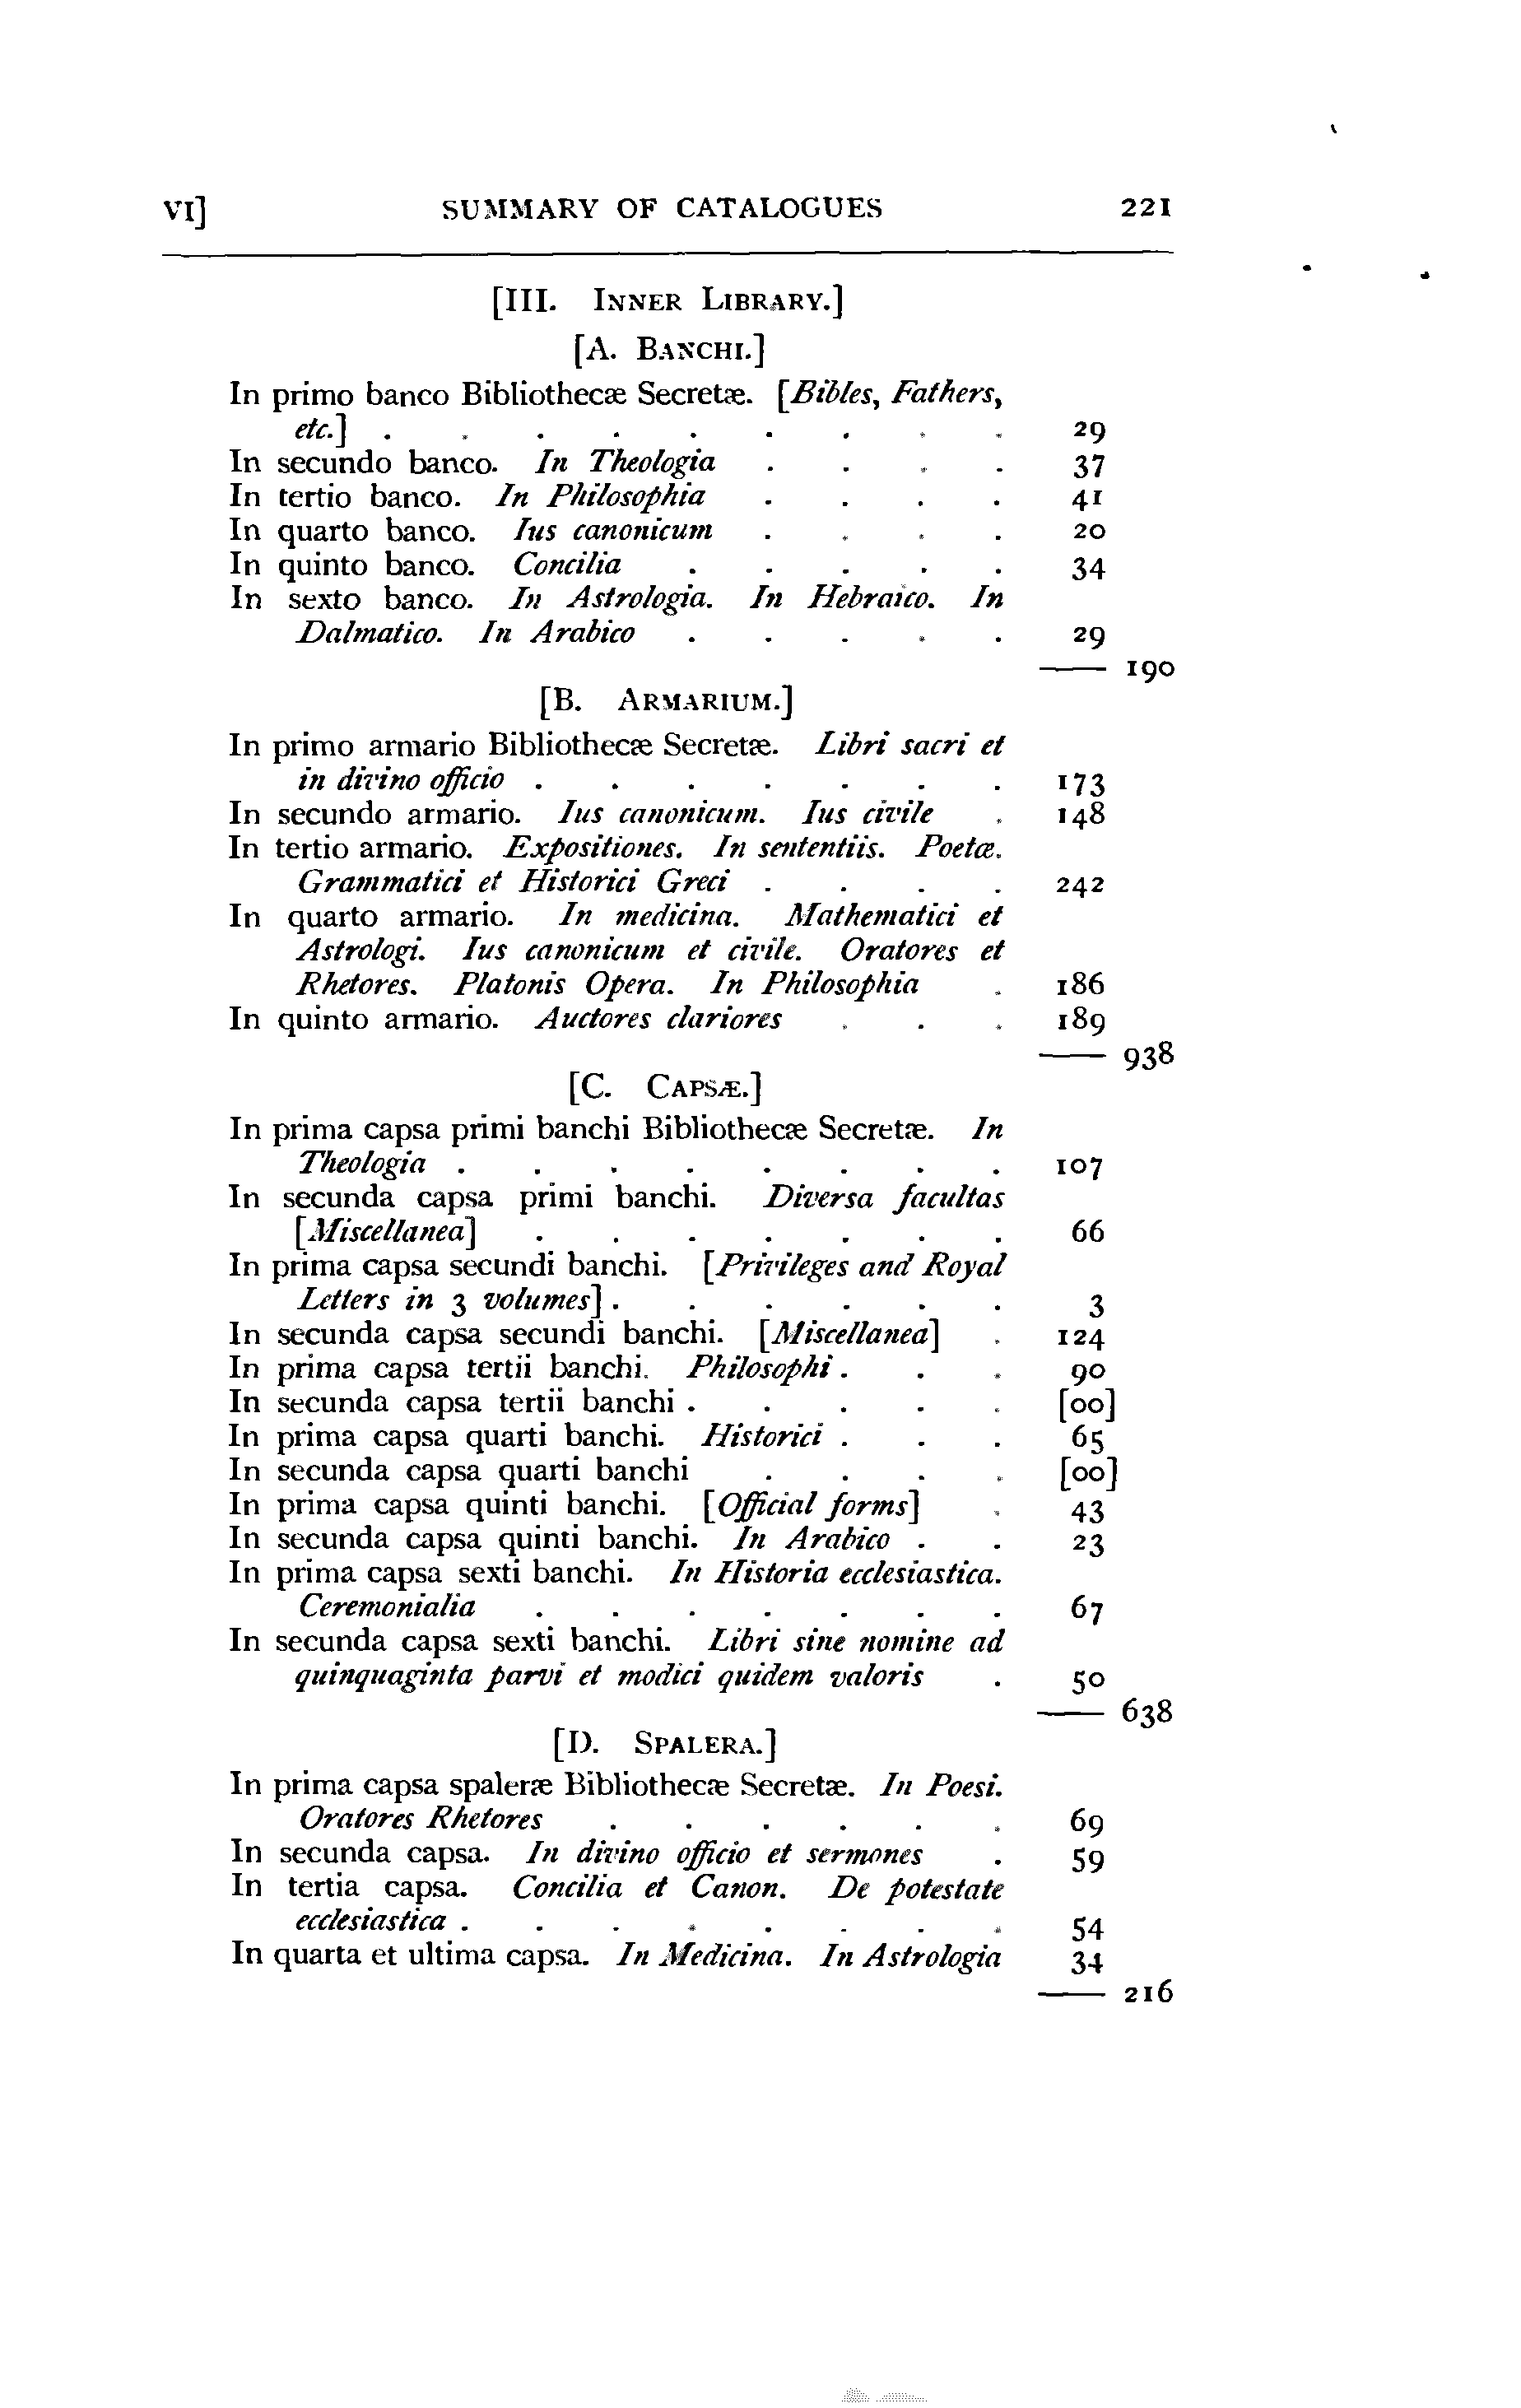 VI] SUMMARY OF CATALOGUES 221
[III. INNER LIBRARY.]
[A. BANCHI.]
In primo banco Bibliothecæ Secretæ. [Bibles, Fathers,
etc.] . . . . . . . . . 29
In secundo banco. In Theologia . . . . 37
In tertio banco. In Philosophia . . . . 41
In quarto banco. Ius canonicum . . . . 20
In quinto banco. Concilia . . . . . 34
In sexto banco. In Astrologia. In Hebraico. In
Dalmatico. In Arabico . . . . . 29
190
[B. ARMARIUM.]
In primo armario Bibliothecæ Secretæ. Libri sacri et
in divino officio . . . . . . . 173
In secundo armario. Ius canonicum. Ius civile . 148
In tertio armario. Expositiones. In sententiis. Poetæ.
Grammatici et Historici Greci . . . . 242
In quarto armario. In medicina. Mathematici et
Astrologi. Ius canonicum et civile. Oratores et
Rhetores. Platonis Opera. In Philosophia . 186
In quinto armario. Auctores clariores . . . 189
938
[C. CAPSÆ.]
In prima capsa primi banchi Bibliothecæ Secretæ. In
Theologia . . . . . . . . 107
In secunda capsa primi banchi. Diversa facultas
[Miscellanea] . . . . . . . 66
In prima capsa secundi banchi. [Privileges and Royal
Letters in 3 volumes] . . . . . . 3
In secunda capsa secundi banchi. [Miscellanea] . 124
In prima capsa tertii banchi. Philosophi . . . 90
In secunda capsa tertii banchi . . . . . [00]
In prima capsa quarti banchi. Historici . . . 65
In secunda capsa quarti banchi . . . . [00]
In prima capsa quinti banchi. [Official forms] . 43
In secunda capsa quinti banchi. In Arabico . . 23
In prima capsa sexti banchi. In Historia ecclesiastica.
Ceremonialia . . . . . . . 67
In secunda capsa sexti banchi. Libri sine nomine ad
quinquaginta parvi et modici quidem valoris . 50
638
[D. SPALERA.]
In prima capsa spaleræ Bibliothecæ Secretæ. In Poesi.
Oratores Rhetores . . . . . . 69
In secunda capsa. In divino officio et sermones . 59
In tertia capsa. Concilia et Canon. De potestate
ecclesiastica . . . . . . . . 54
In quarta et ultima capsa. In Medicina. In Astrologia 34
216